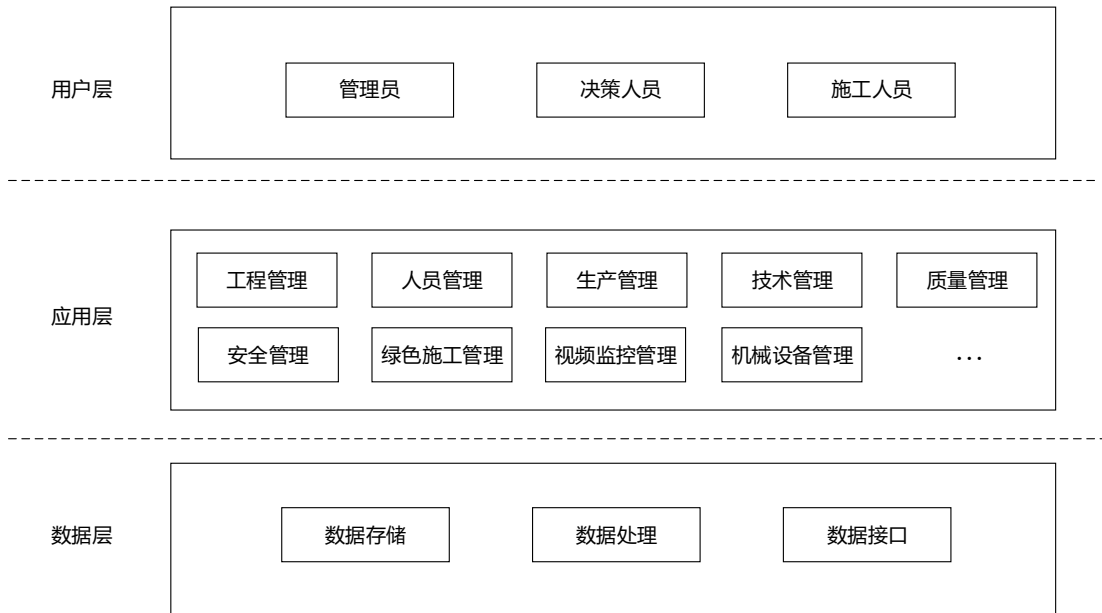 用户层
管理员 决策人员 施工人员
应用层
工程管理 人员管理 生产管理 技术管理 质量管理
安全管理 绿色施工管理 视频监控管理 机械设备管理 ...
数据层
数据存储 数据处理 数据接口